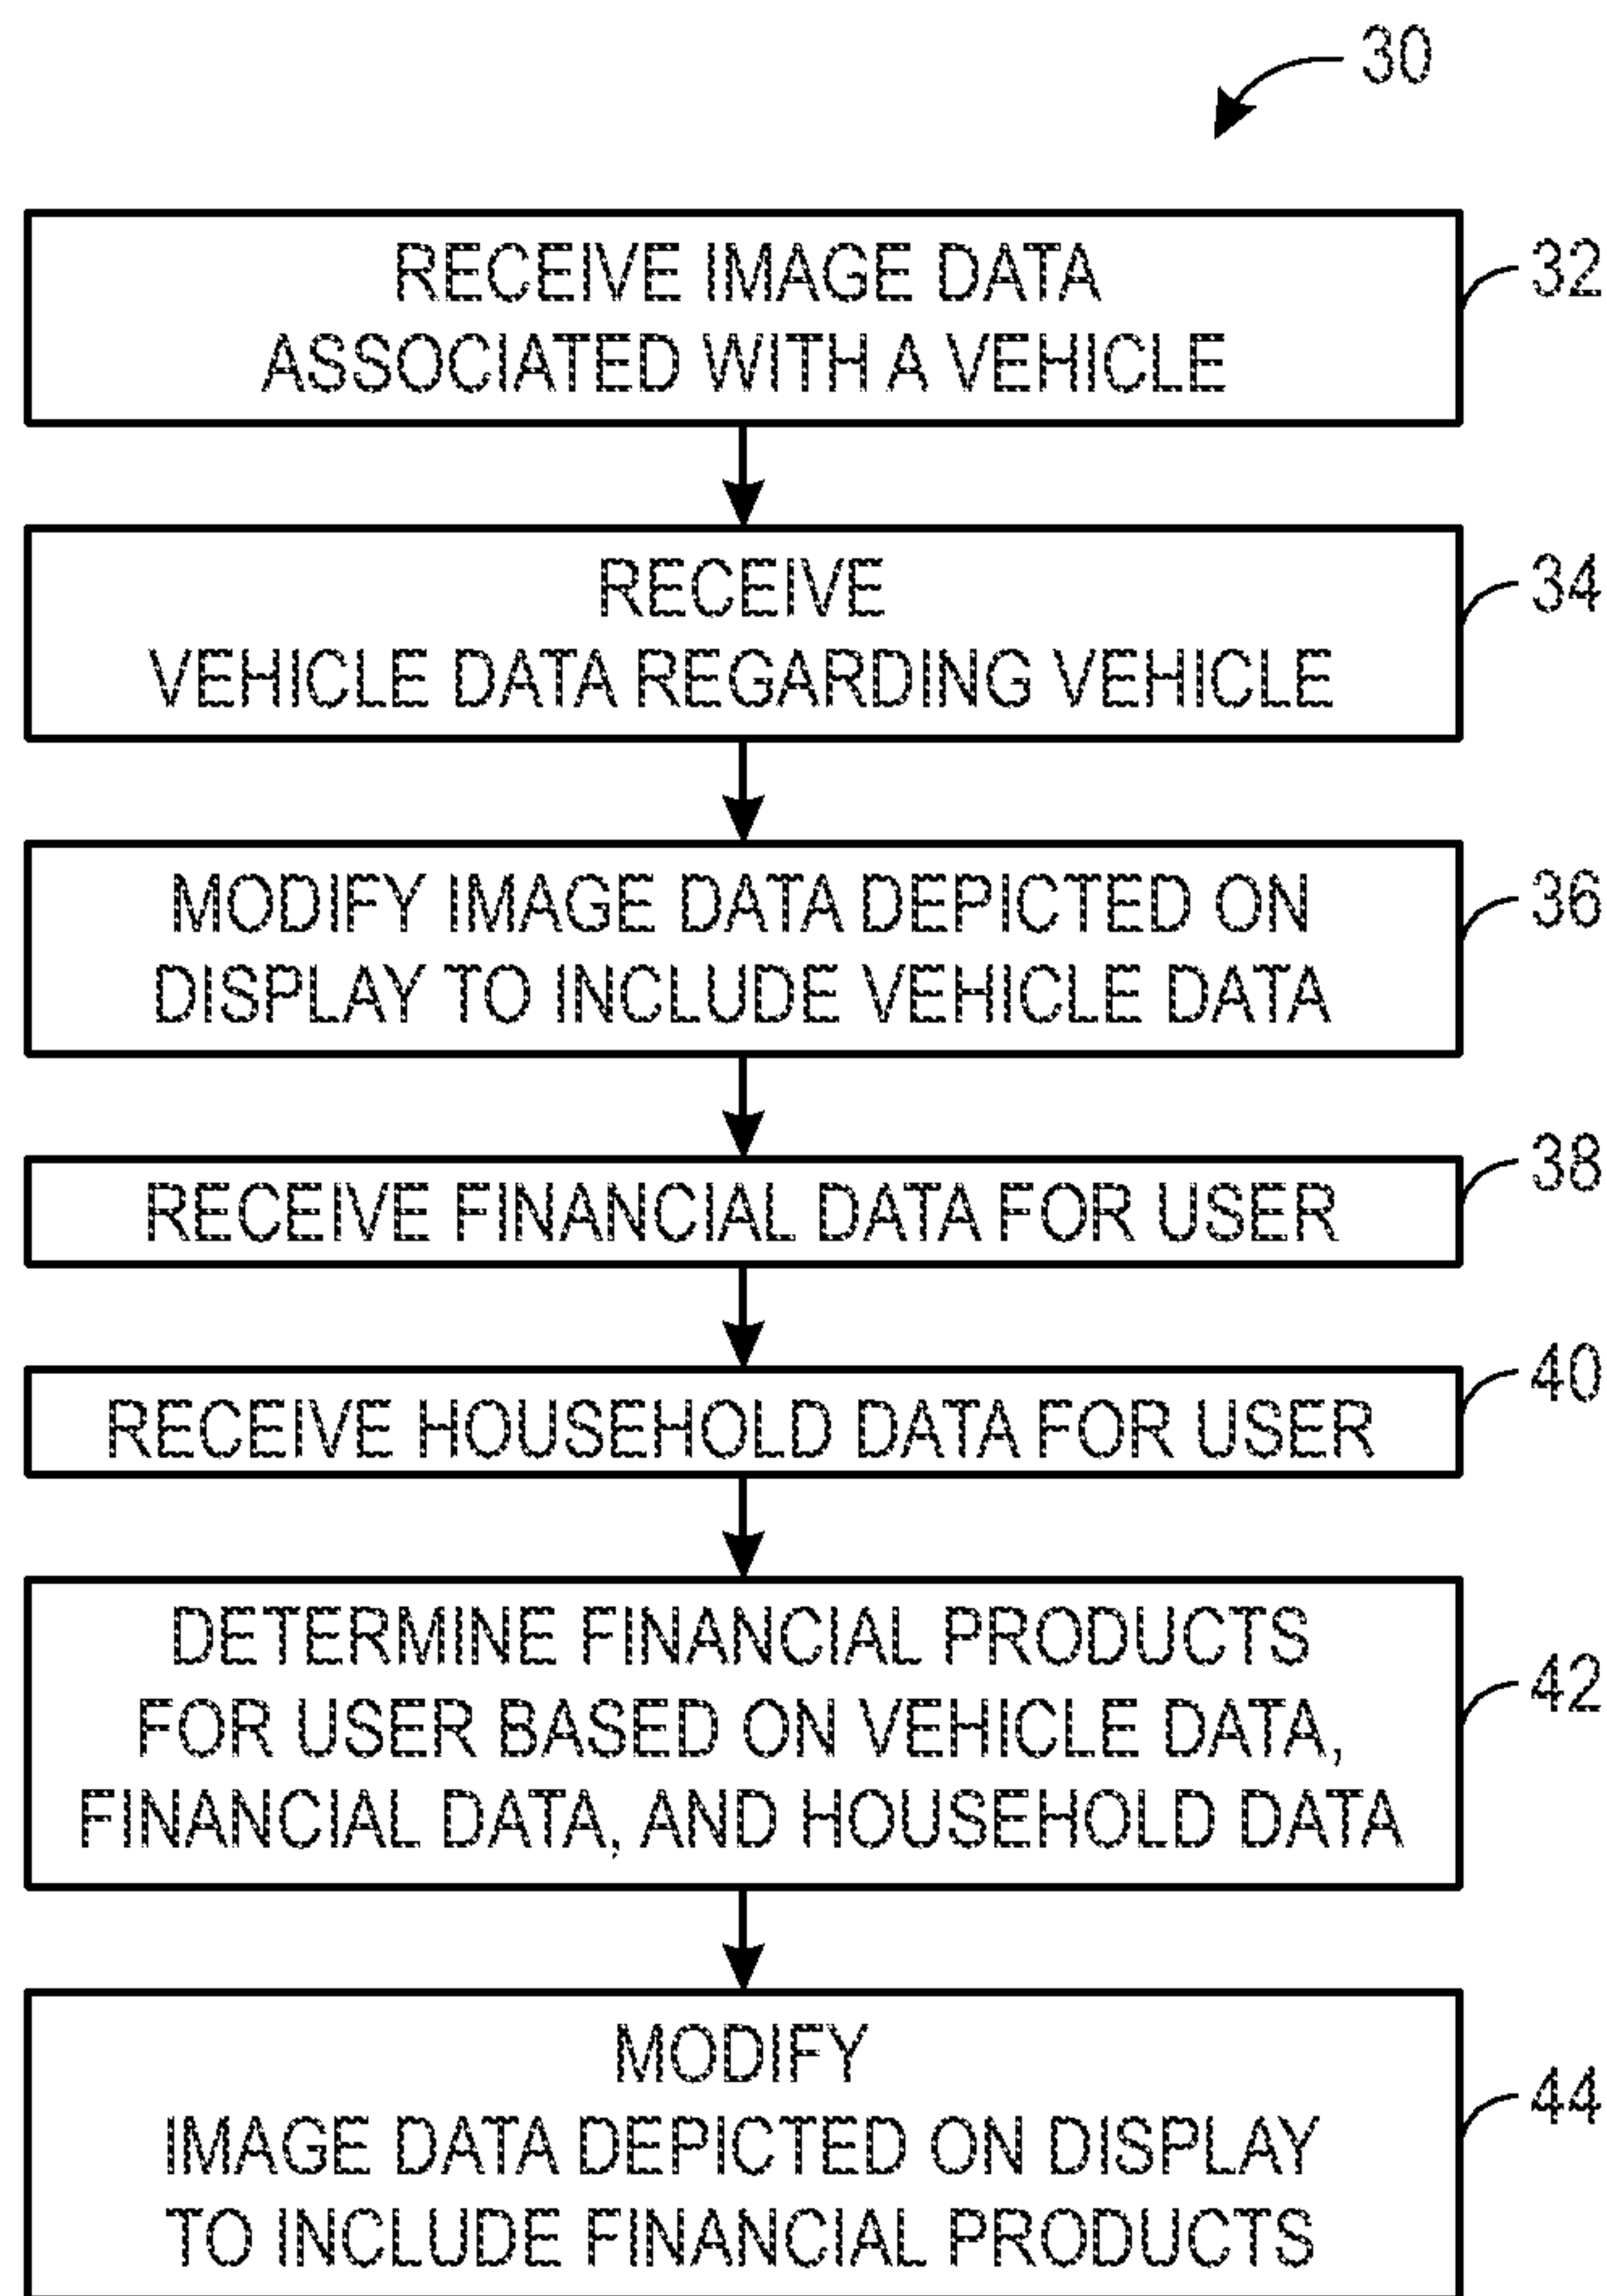 30
RECEIVE IMAGE DATA
ASSOCIATED WITH A VEHICLE
32
RECEIVE
VEHICLE DATA REGARDING VEHICLE
34
MODIFY IMAGE DATA DEPICTED ON
DISPLAY TO INCLUDE VEHICLE DATA
36
RECEIVE FINANCIAL DATA FOR USER
38
RECEIVE HOUSEHOLD DATA FOR USER
40
DETERMINE FINANCIAL PRODUCTS
FOR USER BASED ON VEHICLE DATA,
FINANCIAL DATA, AND HOUSEHOLD DATA
42
MODIFY
IMAGE DATA DEPICTED ON DISPLAY
TO INCLUDE FINANCIAL PRODUCTS
44